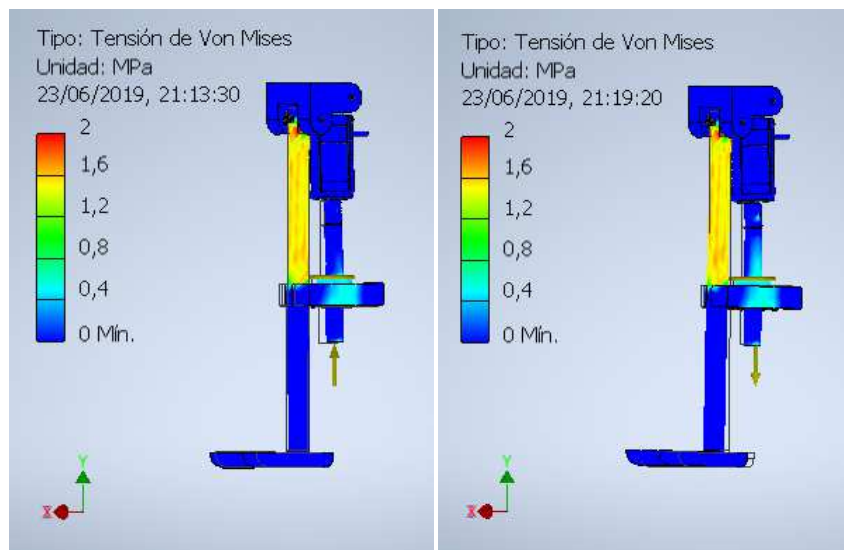 Tipo: Tensión de Von Mises
Unidad: MPa
23/06/2019, 21:13:30
2
1,6
1,2
0,8
0,4
0 Mín.
Y
X
Tipo: Tensión de Von Mises
Unidad: MPa
23/06/2019, 21:19:20
2
1,6
1,2
0,8
0,4
0 Mín.
Y
X